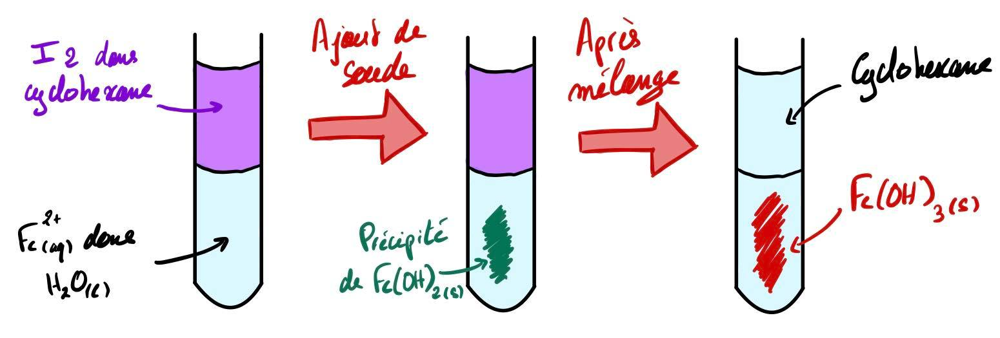 I2 dans
cyclohexane
Fe²⁺(aq) dans
H₂O(l)
Ajout de
soude
Précipité
de Fe(OH)₂(s)
Après
mélange
Cyclohexane
Fe(OH)₃(s)